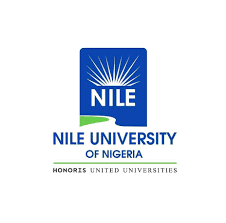 NILE
NILE UNIVERSITY
OF NIGERIA
HONORIS UNITED UNIVERSITIES